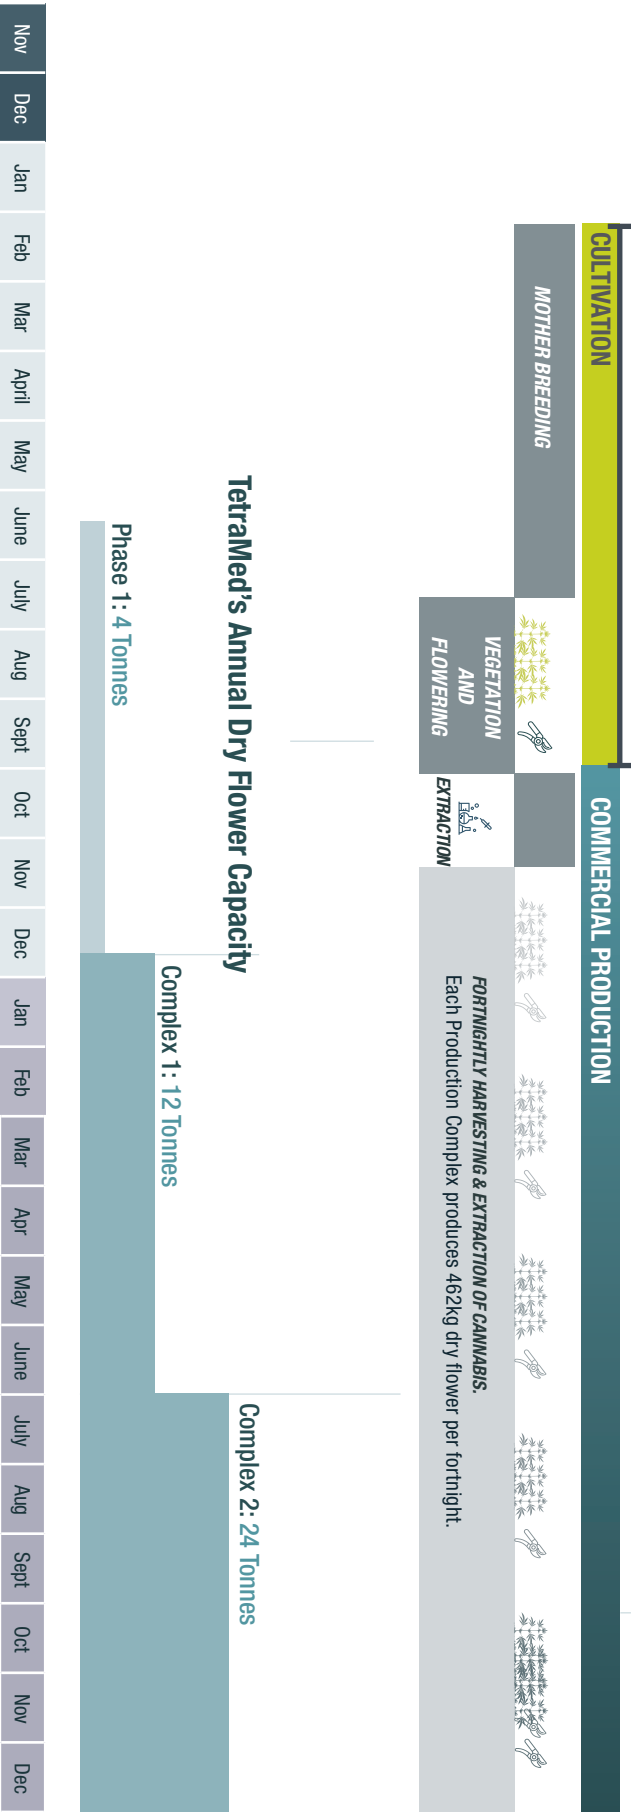 CULTIVATION
COMMERCIAL PRODUCTION
MOTHER BREEDING
VEGETATION
AND
FLOWERING
EXTRACTION
FORTNIGHTLY HARVESTING & EXTRACTION OF CANNABIS.
Each Production Complex produces 462kg dry flower per fortnight.
TetraMed's Annual Dry Flower Capacity
Complex 2: 24 Tonnes
Complex 1: 12 Tonnes
Phase 1: 4 Tonnes
Nov
Dec
Jan
Feb
Mar
April
May
June
July
Aug
Sept
Oct
Nov
Dec
Jan
Feb
Mar
Apr
May
June
July
Aug
Sept
Oct
Nov
Dec